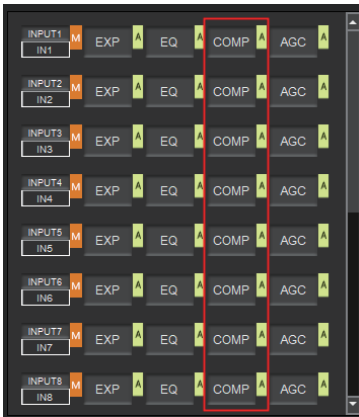 INPUT1 M EXP A EQ A COMP A AGC A
IN1
INPUT2 M EXP A EQ A COMP A AGC A
IN2
INPUT3 M EXP A EQ A COMP A AGC A
IN3
INPUT4 M EXP A EQ A COMP A AGC A
IN4
INPUT5 M EXP A EQ A COMP A AGC A
IN5
INPUT6 M EXP A EQ A COMP A AGC A
IN6
INPUT7 M EXP A EQ A COMP A AGC A
IN7
INPUT8 M EXP A EQ A COMP A AGC A
IN8